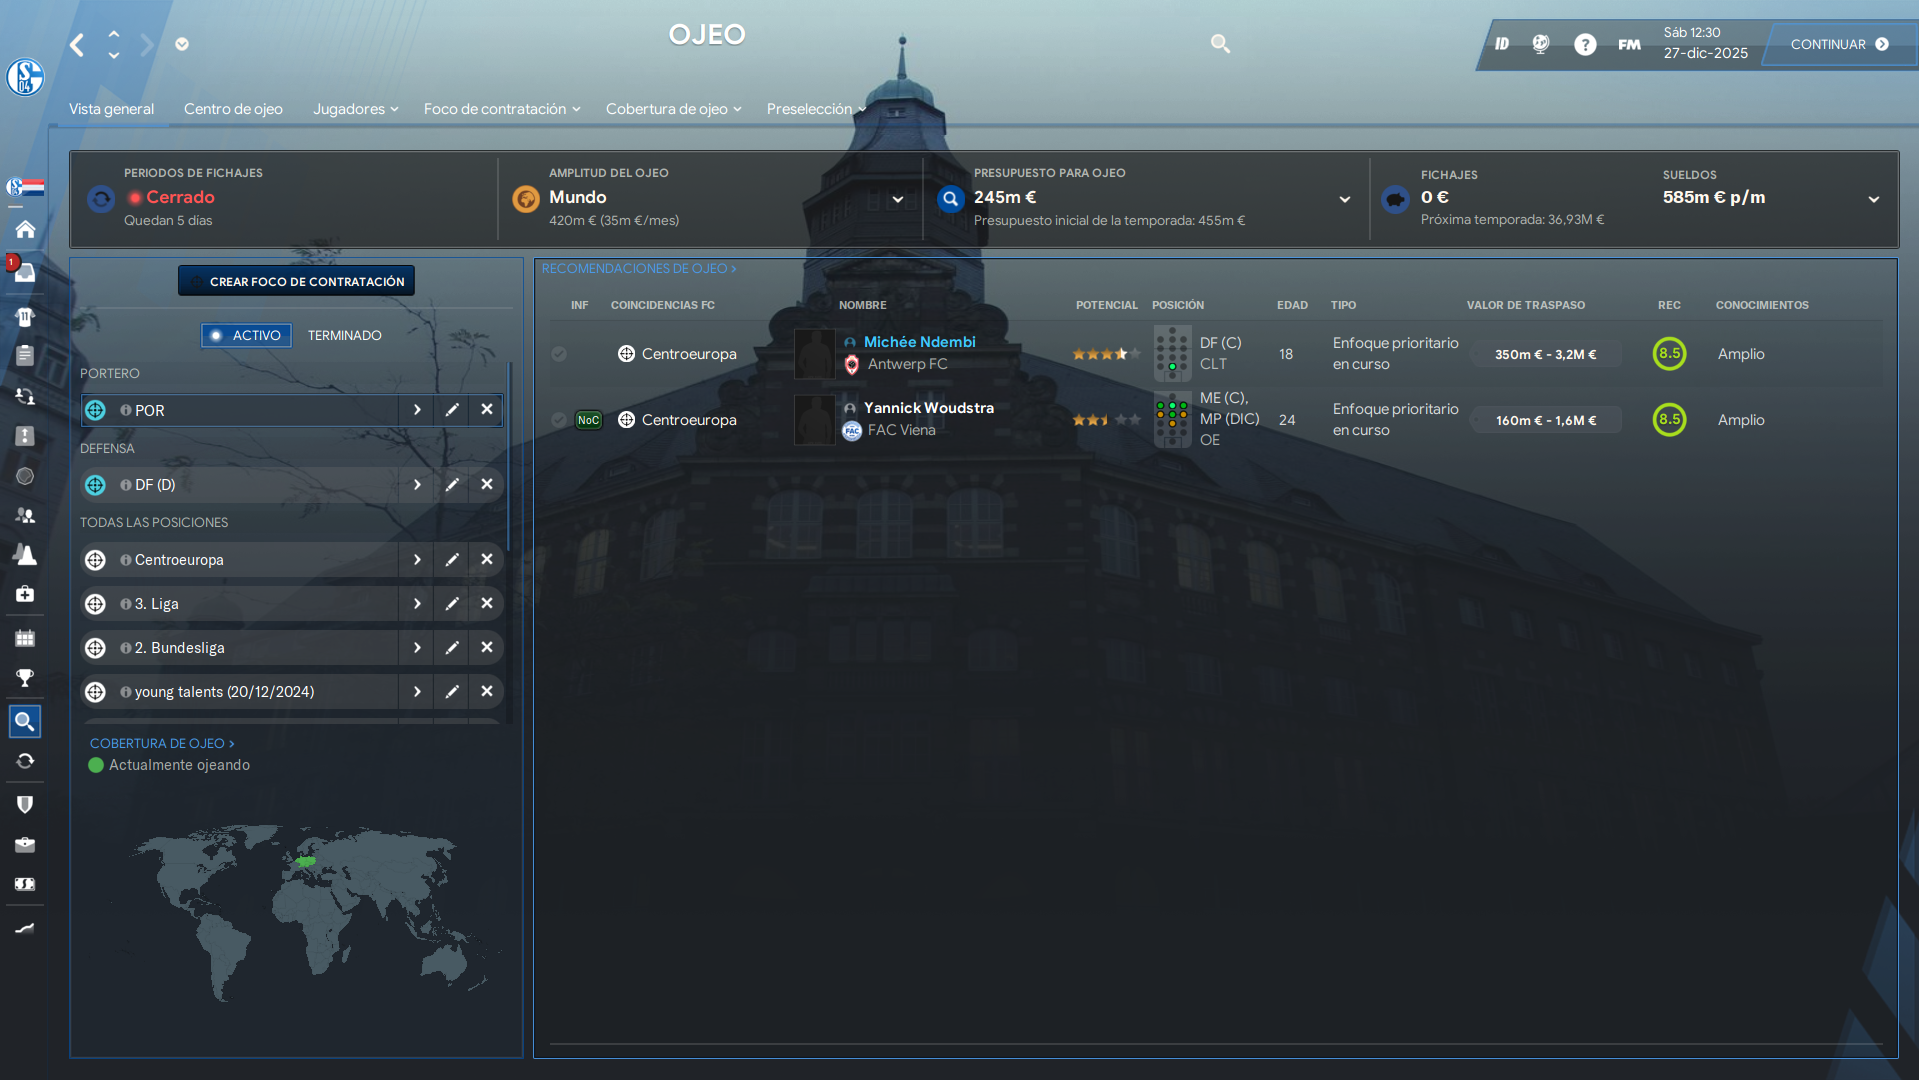 OJEO
ID
FM
Sáb 12:30
27-dic-2025
CONTINUAR
Vista general
Centro de ojeo
Jugadores
Foco de contratación
Cobertura de ojeo
Preselección
PERIODOS DE FICHAJES
Cerrado
Quedan 5 días
AMPLITUD DEL OJEO
Mundo
420m € (35m €/mes)
PRESUPUESTO PARA OJEO
245m €
Presupuesto inicial de la temporada: 455m €
FICHAJES
0 €
Próxima temporada: 36,93M €
SUELDOS
585m € p/m
1
11
CREAR FOCO DE CONTRATACIÓN
ACTIVO
TERMINADO
PORTERO
POR
DEFENSA
DF (D)
TODAS LAS POSICIONES
Centroeuropa
3. Liga
2. Bundesliga
young talents (20/12/2024)
COBERTURA DE OJEO >
Actualmente ojeando
RECOMENDACIONES DE OJEO >
INF
COINCIDENCIAS FC
NOMBRE
POTENCIAL
POSICIÓN
EDAD
TIPO
VALOR DE TRASPASO
REC
CONOCIMIENTOS
Centroeuropa
Michée Ndembi
Antwerp FC
DF (C)
CLT
18
Enfoque prioritario
en curso
350m € - 3,2M €
8.5
Amplio
NoC
Centroeuropa
Yannick Woudstra
FAC
FAC Viena
ME (C),
MP (DIC)
OE
24
Enfoque prioritario
en curso
160m € - 1,6M €
8.5
Amplio